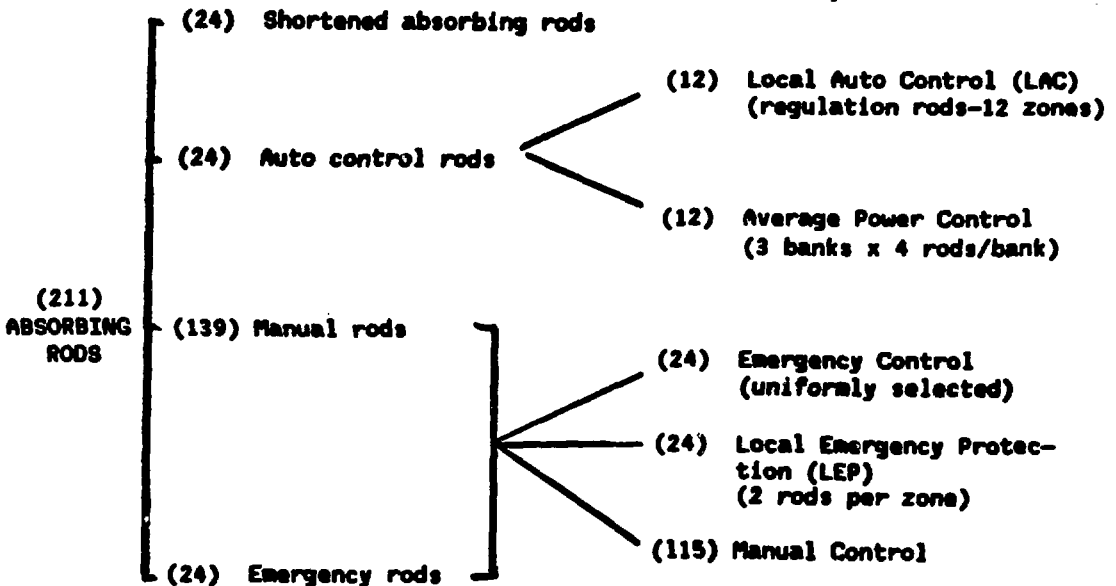 (24) Shortened absorbing rods
(12) Local Auto Control (LAC)
(regulation rods-12 zones)
(24) Auto control rods
(12) Average Power Control
(3 banks x 4 rods/bank)
(211)
ABSORBING
RODS
(139) Manual rods
(24) Emergency Control
(uniformly selected)
(24) Local Emergency Protec-
tion (LEP)
(2 rods per zone)
(115) Manual Control
(24) Emergency rods